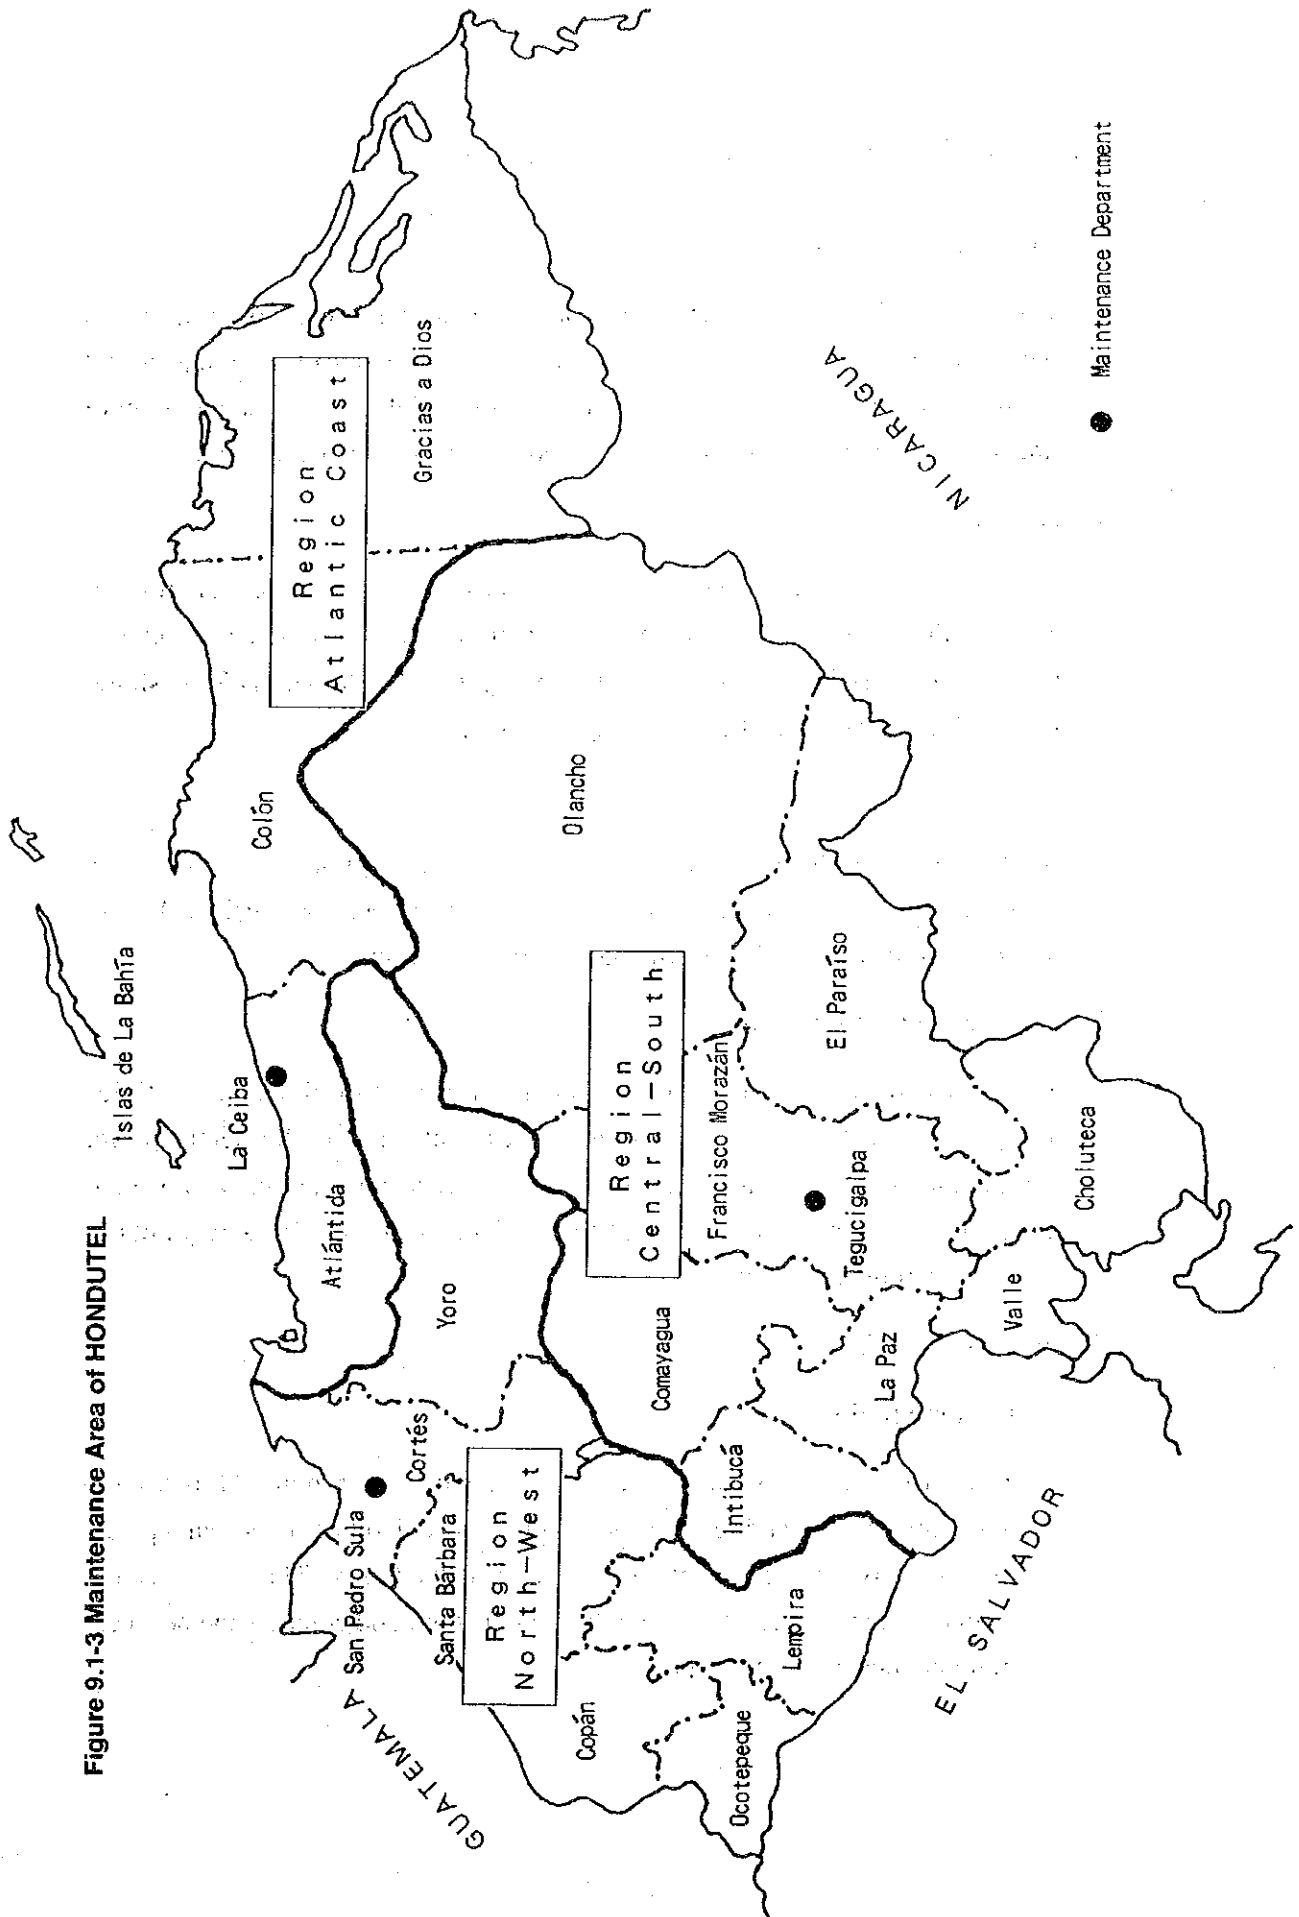 Figure 9.1-3 Maintenance Area of HONDUTEL
Islas de La Bahía
La Ceiba
Atlántida
Colón
Region
Atlantic Coast
Gracias a Dios
GUATEMALA
San Pedro Sula
Cortés
Yoro
Santa Bárbara
Region
North-West
Olancho
Copán
Comayagua
Region
Central-South
Francisco Morazán
Intibucá
Ocotepeque
Lempira
La Paz
Tegucigalpa
El Paraíso
Valle
Choluteca
EL SALVADOR
NICARAGUA
● Maintenance Department